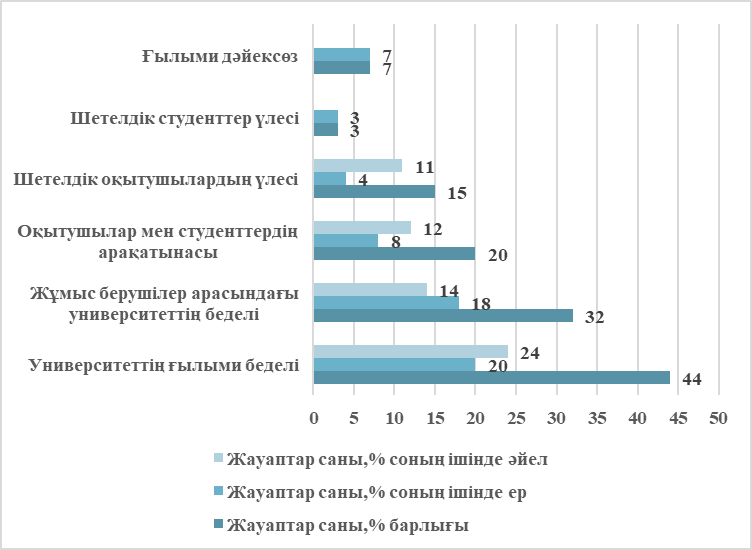 Ғылыми дәйексөз
7
7
Шетелдік студенттер үлесі
3
3
Шетелдік оқытушылардың үлесі
11
4
15
Оқытушылар мен студенттердің
арақатынасы
12
8
20
Жұмыс берушілер арасындағы
университеттің беделі
14
18
32
Университеттің ғылыми беделі
24
20
44
0 5 10 15 20 25 30 35 40 45 50
Жауаптар саны,% соның ішінде әйел
Жауаптар саны,% соның ішінде ер
Жауаптар саны,% барлығы